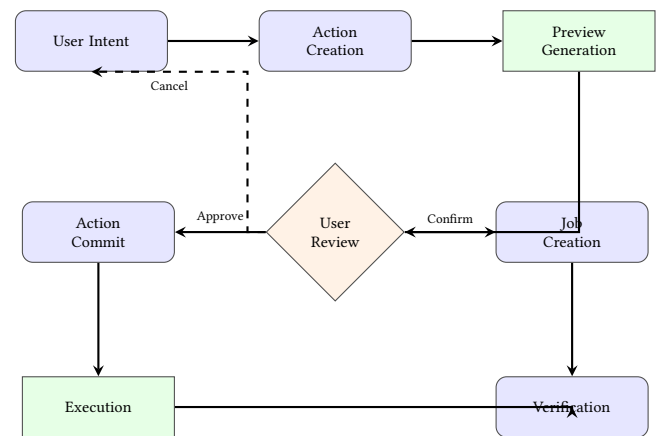 User Intent
Action
Creation
Preview
Generation
Cancel
Action
Commit
Approve
User
Review
Confirm
Job
Creation
Execution
Verification